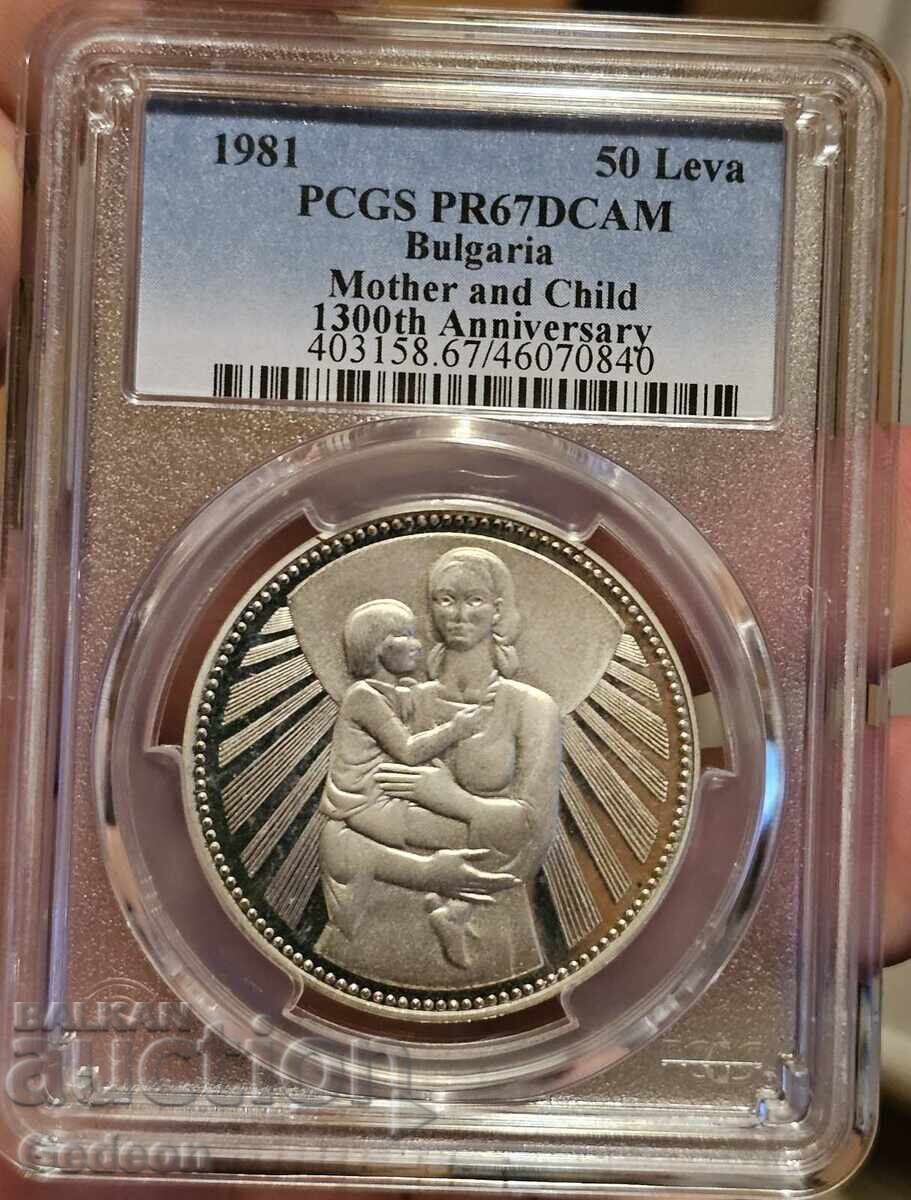 1981 50 Leva
PCGS PR67DCAM
Bulgaria
Mother and Child
1300th Anniversary
403158.67/46070840
BALKAN
auction
Gedeon